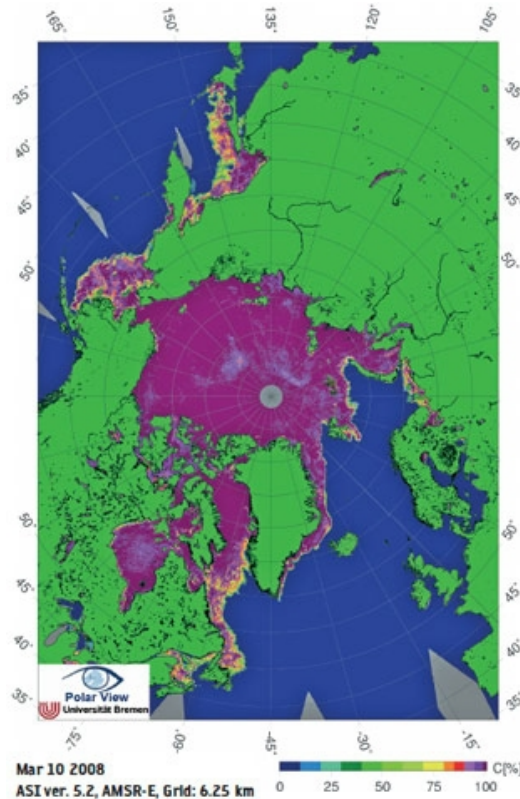 165° 150° 135° 120° 105°
35° 35°
40° 40°
45° 45°
50° 50°
50° 50°
45° 45°
40° 40°
35° 35°
Polar View
Universität Bremen
-75 -60 -45° -30° -15°
Mar 10 2008
C[%]
0 25 50 75 100
ASI ver. 5.2, AMSR-E, Grid: 6.25 km